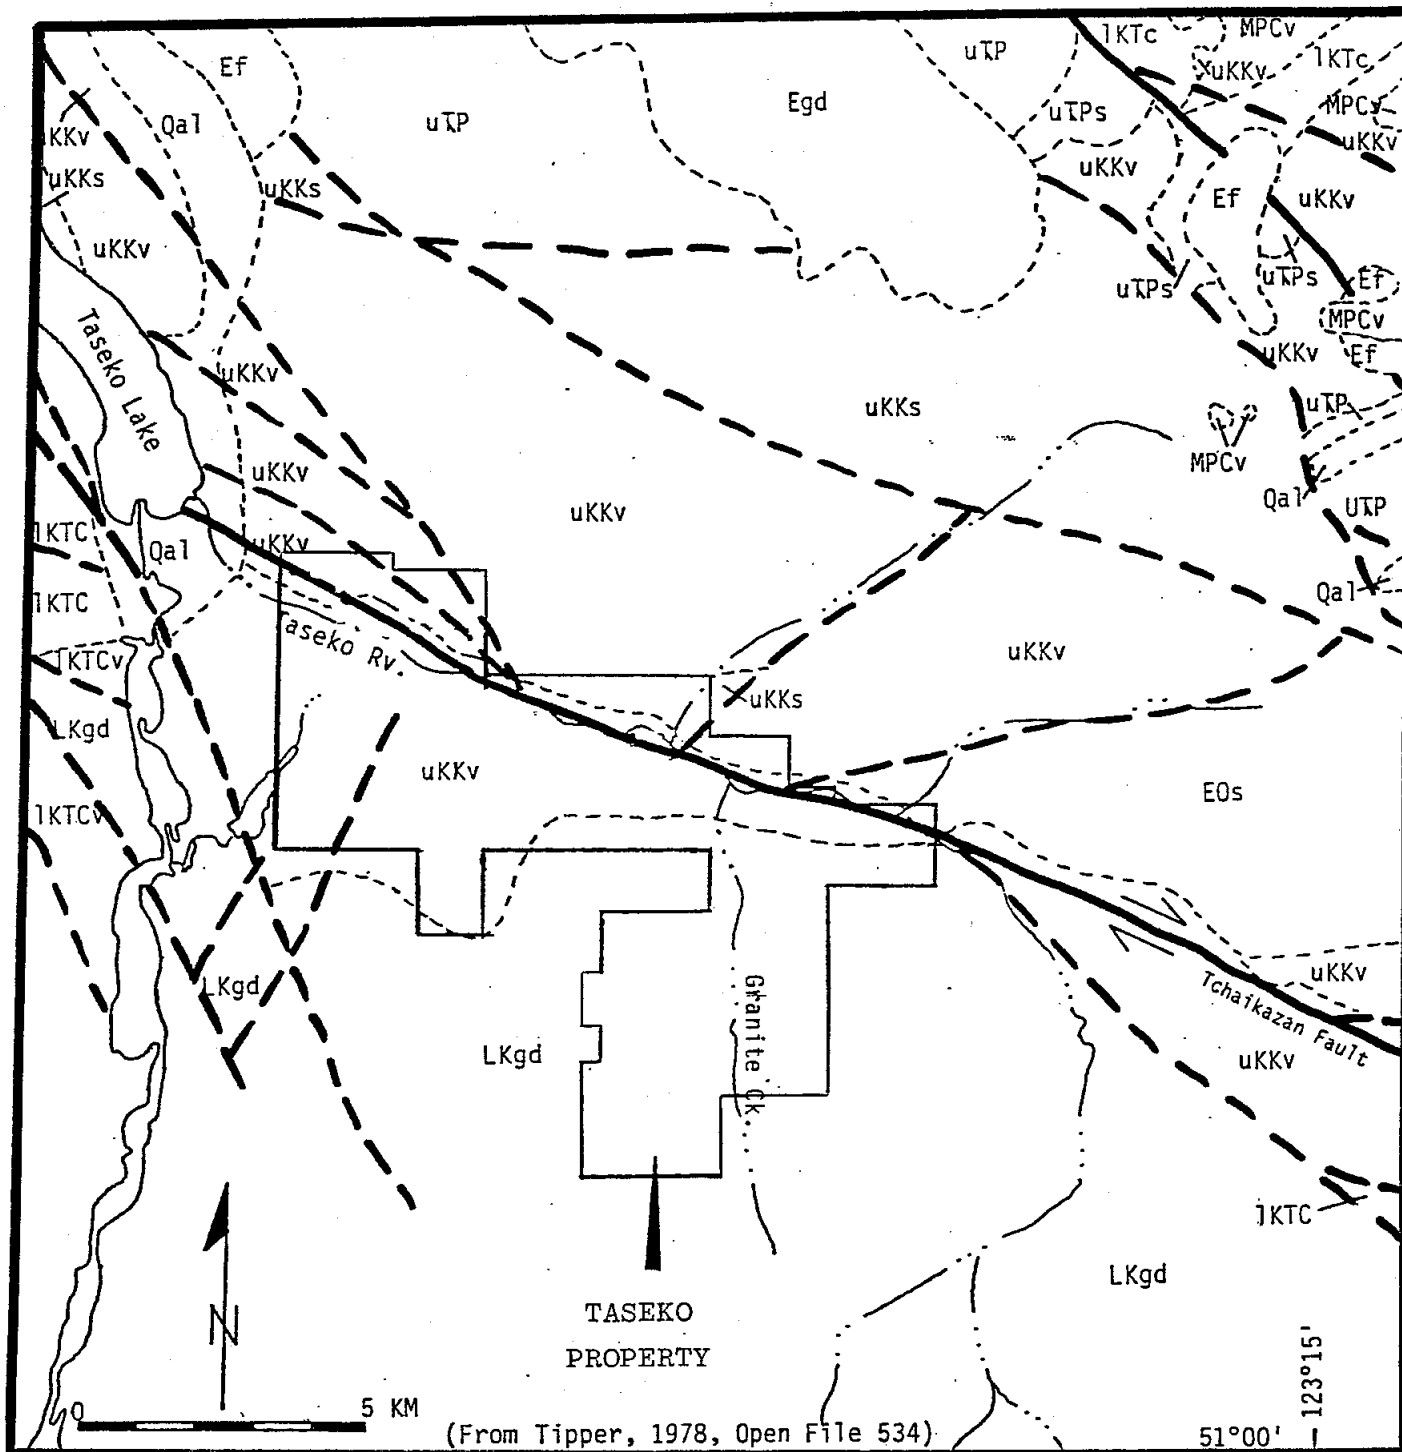 lKTc
MPCv
uTP
uKKv
lKTc
Ef
Egd
MPCv
Qal
uTP
uTPs
uKKv
KKv
uKKv
uKKs
uKKs
Ef
uKKv
uKKv
uTPs
Ef
uTPs
MPCv
Taseko Lake
uKKv
Ef
uKKv
uKKs
uTP
MPCv
uKKv
Qal
UTP
uKKv
lKTC
Qal
uKKv
lKTC
Qal
Taseko Rv.
uKKv
lKTCv
uKKs
LKgd
uKKv
EOs
lKTCv
uKKv
LKgd
Granite Ck.
Tchaikazan Fault
LKgd
uKKv
lKTC
LKgd
N
TASEKO
PROPERTY
0
5 KM
(From Tipper, 1978, Open File 534)
51°00'
123°15'